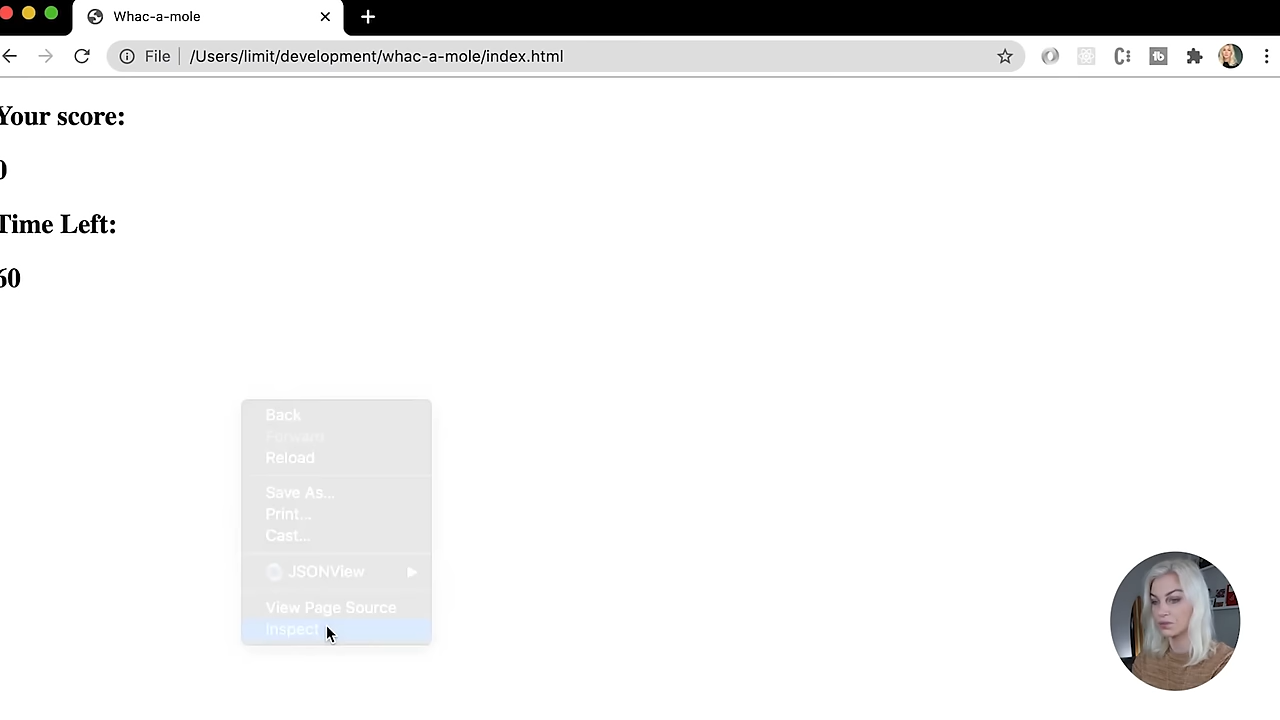 Whac-a-mole
File /Users/limit/development/whac-a-mole/index.html
Your score:
0
Time Left:
60
Back
Forward
Reload
Save As...
Print...
Cast...
JSONView
View Page Source
Inspect